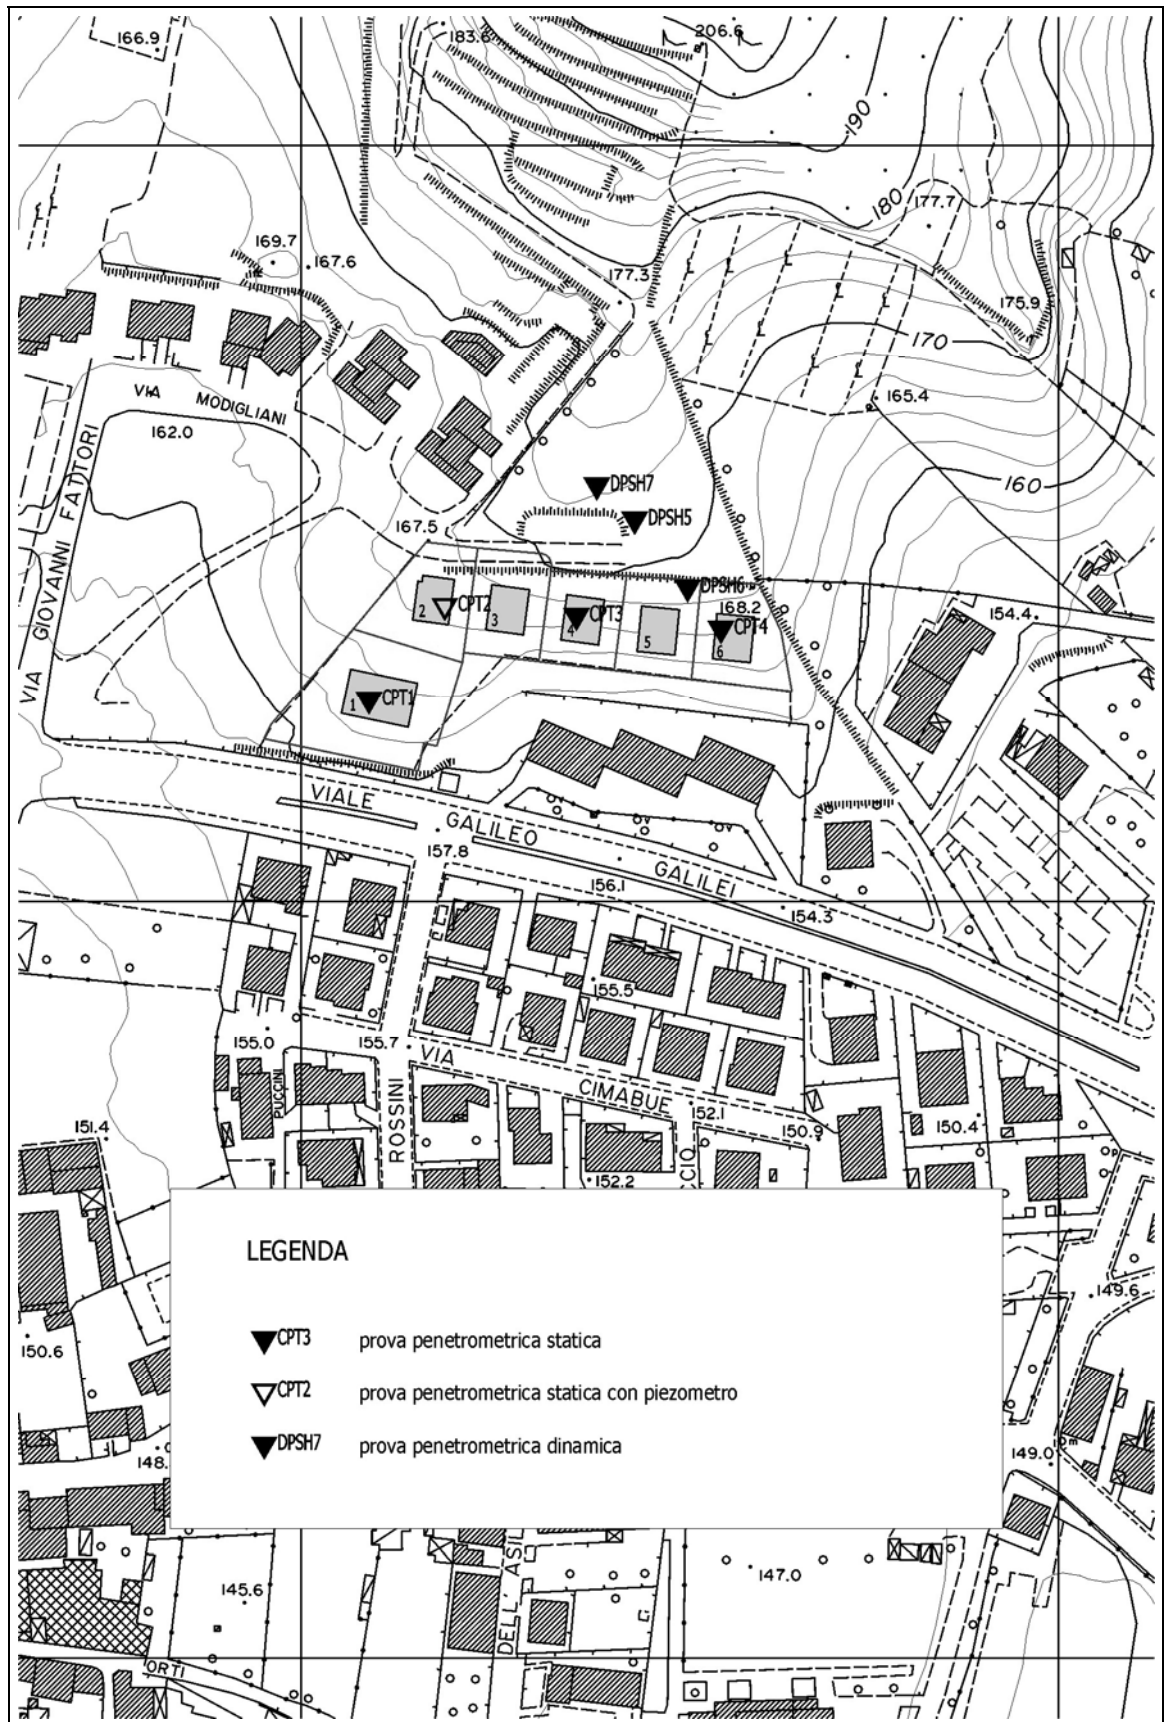 166.9
183.6
206.6
190
180
177.7
169.7
167.6
177.3
175.9
170
165.4
VIA MODIGLIANI
162.0
VIA GIOVANNI FATTORI
160
DPSH7
DPSH5
167.5
DPSH6
168.2
154.4
2
CPT2
3
4
CPT3
5
6
CPT4
1
CPT1
VIALE GALILEO GALILEI
157.8
156.1
154.3
155.5
155.0
155.7
VIA CIMABUE
PUCCINI
ROSSINI
152.1
150.9
150.4
151.4
152.2
149.6
150.6
LEGENDA
CPT3 prova penetrometrica statica
CPT2 prova penetrometrica statica con piezometro
DPSH7 prova penetrometrica dinamica
149.0
148.
145.6
147.0
DELL' ASIL
ORTI